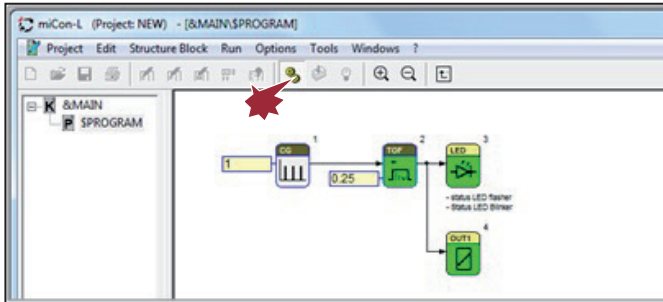 miCon-L (Project: NEW) - [&MAIN\$PROGRAM]
Project Edit Structure Block Run Options Tools Windows ?
K &MAIN
P $PROGRAM
1
CG
1
0.25
2
TOF
3
LED
- status LED flasher
- Status LED Blinker
4
OUT1